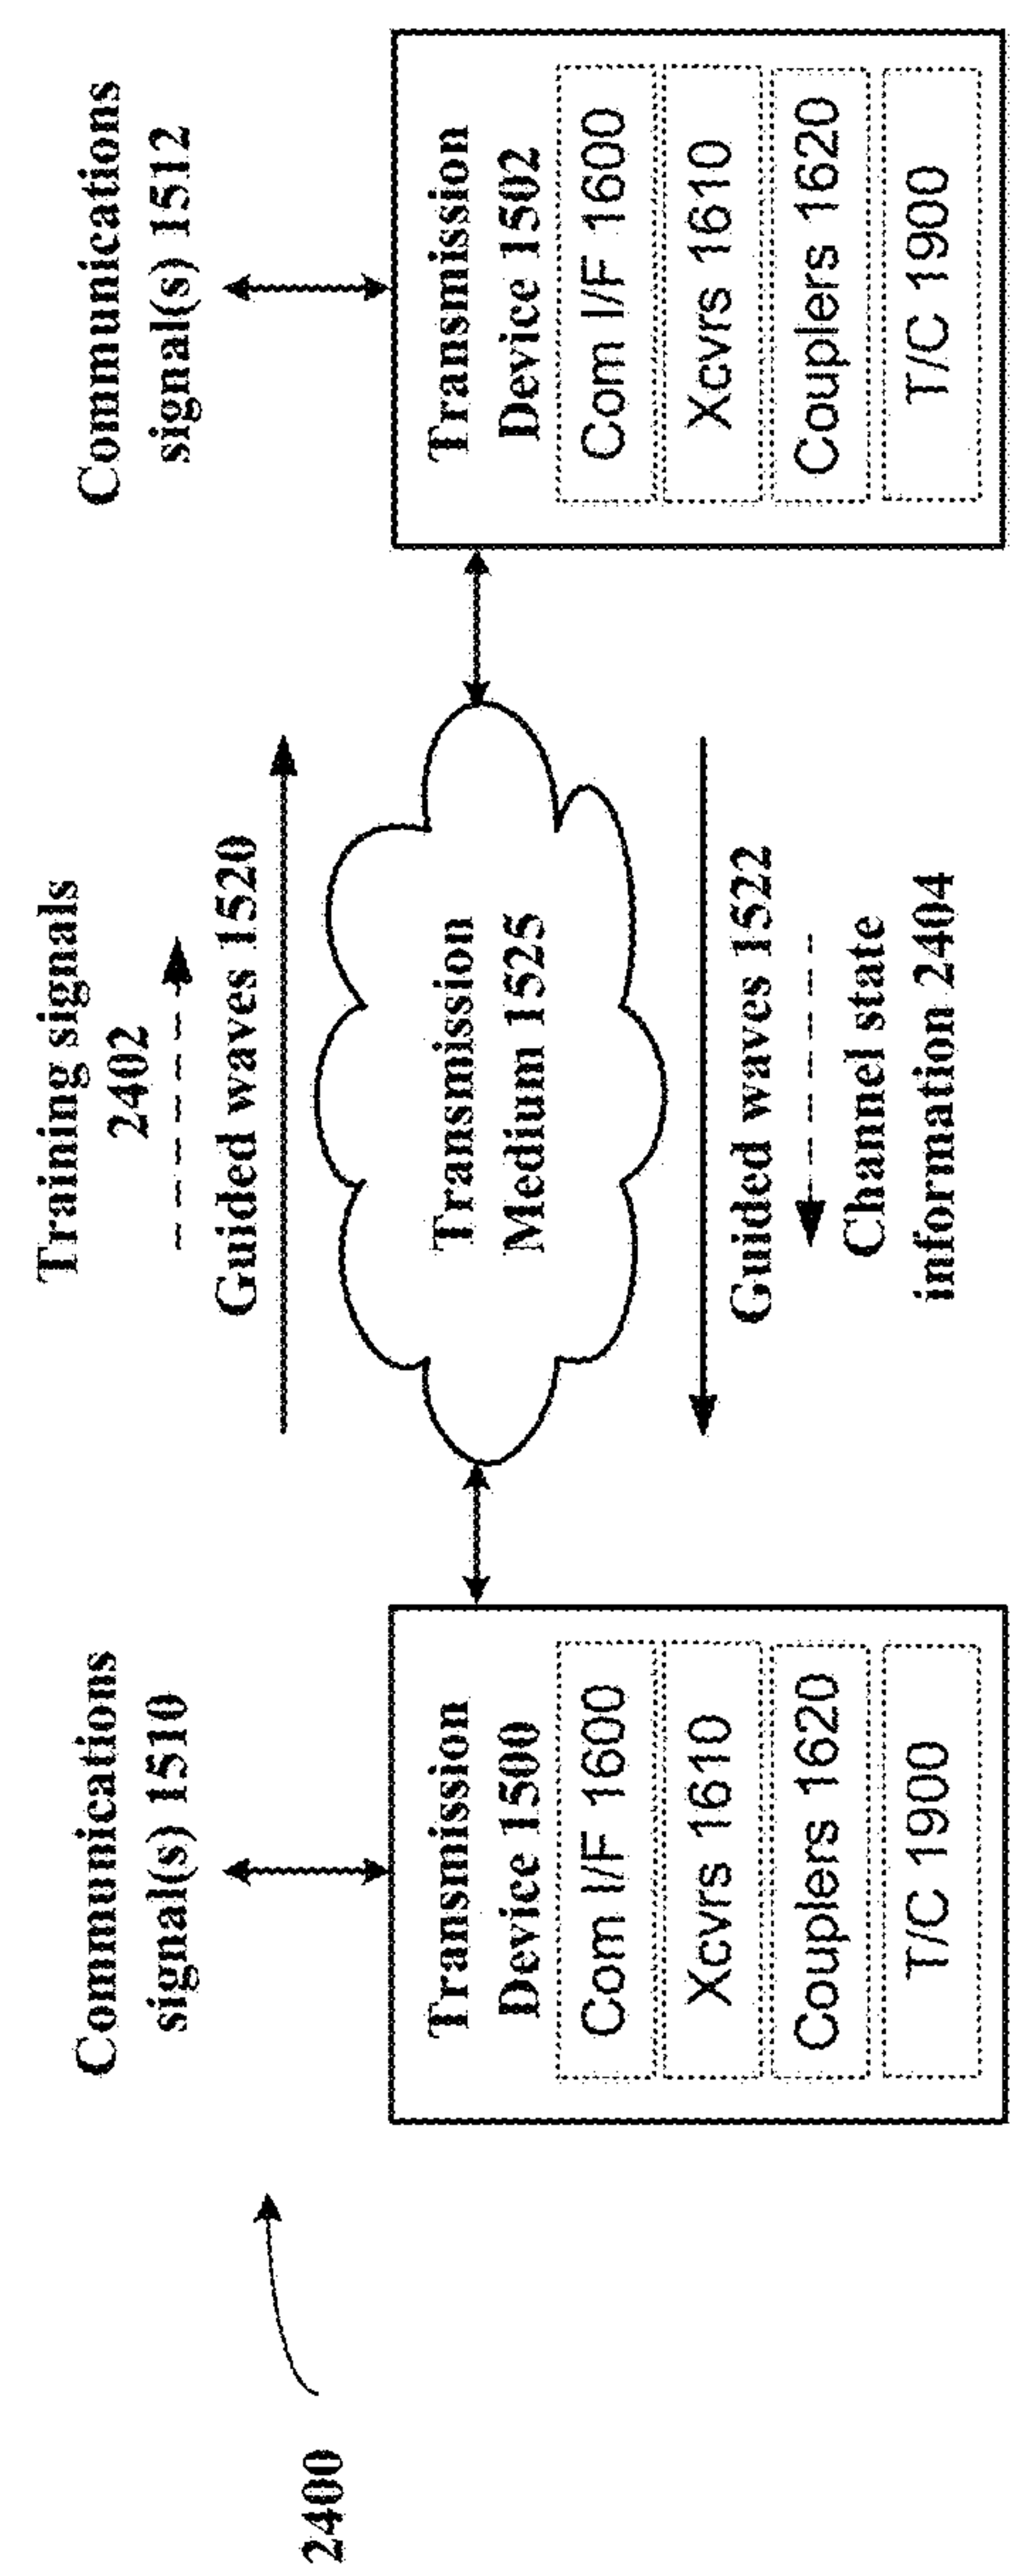 2400
Communications
signal(s) 1510
Transmission
Device 1500
Com I/F 1600
Xcvrs 1610
Couplers 1620
T/C 1900
Training signals
2402
Guided waves 1520
Transmission
Medium 1525
Guided waves 1522
Channel state
information 2404
Communications
signal(s) 1512
Transmission
Device 1502
Com I/F 1600
Xcvrs 1610
Couplers 1620
T/C 1900